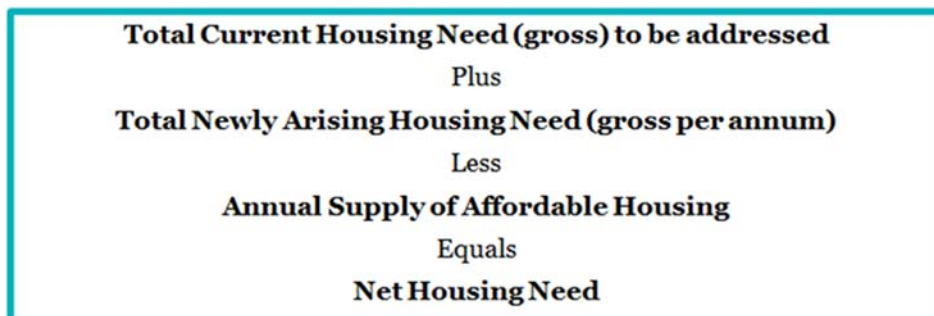 Total Current Housing Need (gross) to be addressed
Plus
Total Newly Arising Housing Need (gross per annum)
Less
Annual Supply of Affordable Housing
Equals
Net Housing Need